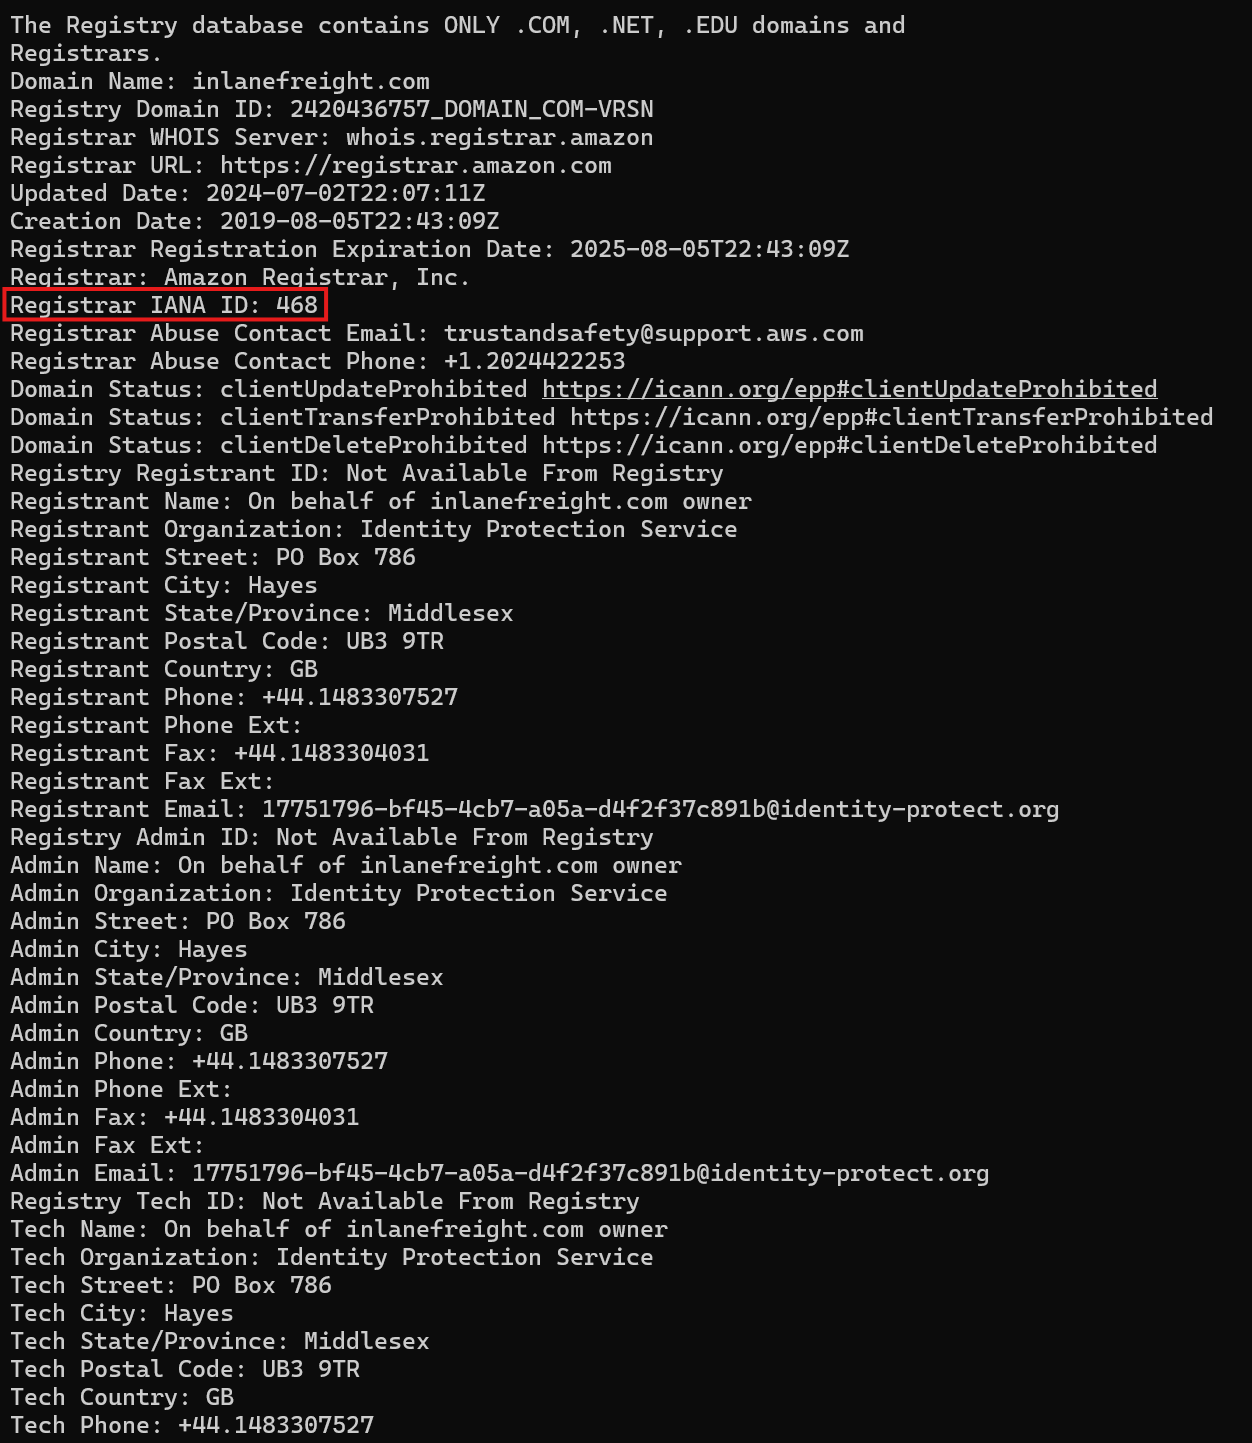 The Registry database contains ONLY .COM, .NET, .EDU domains and
Registrars.
Domain Name: inlanefreight.com
Registry Domain ID: 2420436757_DOMAIN_COM-VRSN
Registrar WHOIS Server: whois.registrar.amazon
Registrar URL: https://registrar.amazon.com
Updated Date: 2024-07-02T22:07:11Z
Creation Date: 2019-08-05T22:43:09Z
Registrar Registration Expiration Date: 2025-08-05T22:43:09Z
Registrar: Amazon Registrar, Inc.
Registrar IANA ID: 468
Registrar Abuse Contact Email: trustandsafety@support.aws.com
Registrar Abuse Contact Phone: +1.2024422253
Domain Status: clientUpdateProhibited https://icann.org/epp#clientUpdateProhibited
Domain Status: clientTransferProhibited https://icann.org/epp#clientTransferProhibited
Domain Status: clientDeleteProhibited https://icann.org/epp#clientDeleteProhibited
Registry Registrant ID: Not Available From Registry
Registrant Name: On behalf of inlanefreight.com owner
Registrant Organization: Identity Protection Service
Registrant Street: PO Box 786
Registrant City: Hayes
Registrant State/Province: Middlesex
Registrant Postal Code: UB3 9TR
Registrant Country: GB
Registrant Phone: +44.1483307527
Registrant Phone Ext:
Registrant Fax: +44.1483304031
Registrant Fax Ext:
Registrant Email: 17751796-bf45-4cb7-a05a-d4f2f37c891b@identity-protect.org
Registry Admin ID: Not Available From Registry
Admin Name: On behalf of inlanefreight.com owner
Admin Organization: Identity Protection Service
Admin Street: PO Box 786
Admin City: Hayes
Admin State/Province: Middlesex
Admin Postal Code: UB3 9TR
Admin Country: GB
Admin Phone: +44.1483307527
Admin Phone Ext:
Admin Fax: +44.1483304031
Admin Fax Ext:
Admin Email: 17751796-bf45-4cb7-a05a-d4f2f37c891b@identity-protect.org
Registry Tech ID: Not Available From Registry
Tech Name: On behalf of inlanefreight.com owner
Tech Organization: Identity Protection Service
Tech Street: PO Box 786
Tech City: Hayes
Tech State/Province: Middlesex
Tech Postal Code: UB3 9TR
Tech Country: GB
Tech Phone: +44.1483307527